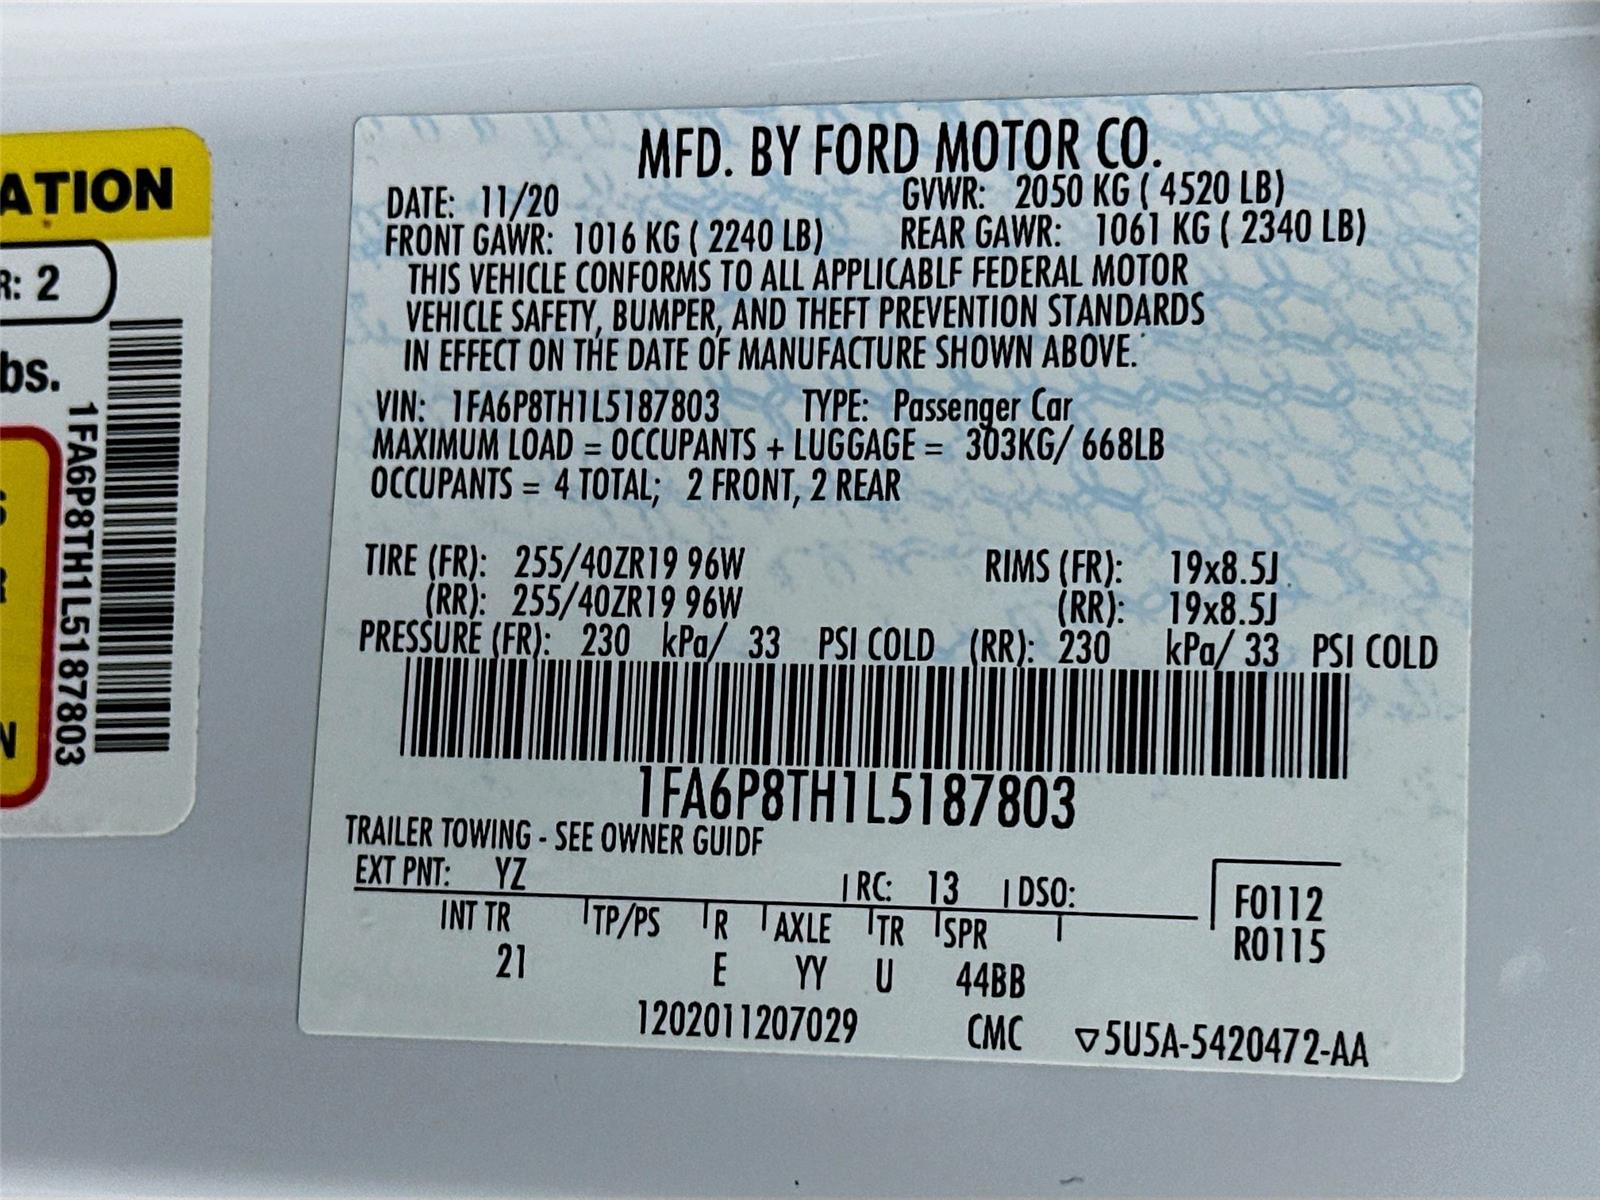 ATION
R: 2
bs.
1FA6P8TH1L5187803
S
R
N
MFD. BY FORD MOTOR CO.
DATE: 11/20 GVWR: 2050 KG ( 4520 LB)
FRONT GAWR: 1016 KG ( 2240 LB) REAR GAWR: 1061 KG ( 2340 LB)
THIS VEHICLE CONFORMS TO ALL APPLICABLF FEDERAL MOTOR
VEHICLE SAFETY, BUMPER, AND THEFT PREVENTION STANDARDS
IN EFFECT ON THE DATE OF MANUFACTURE SHOWN ABOVE.
VIN: 1FA6P8TH1L5187803 TYPE: Passenger Car
MAXIMUM LOAD = OCCUPANTS + LUGGAGE = 303KG/ 668LB
OCCUPANTS = 4 TOTAL; 2 FRONT, 2 REAR
TIRE (FR): 255/40ZR19 96W RIMS (FR): 19x8.5J
(RR): 255/40ZR19 96W (RR): 19x8.5J
PRESSURE (FR): 230 kPa/ 33 PSI COLD (RR): 230 kPa/ 33 PSI COLD
1FA6P8TH1L5187803
TRAILER TOWING - SEE OWNER GUIDF
EXT PNT: YZ RC: 13 DSO: F0112
INT TR TP/PS R AXLE TR SPR R0115
21 E YY U 44BB
1202011207029 CMC ▽5U5A-5420472-AA